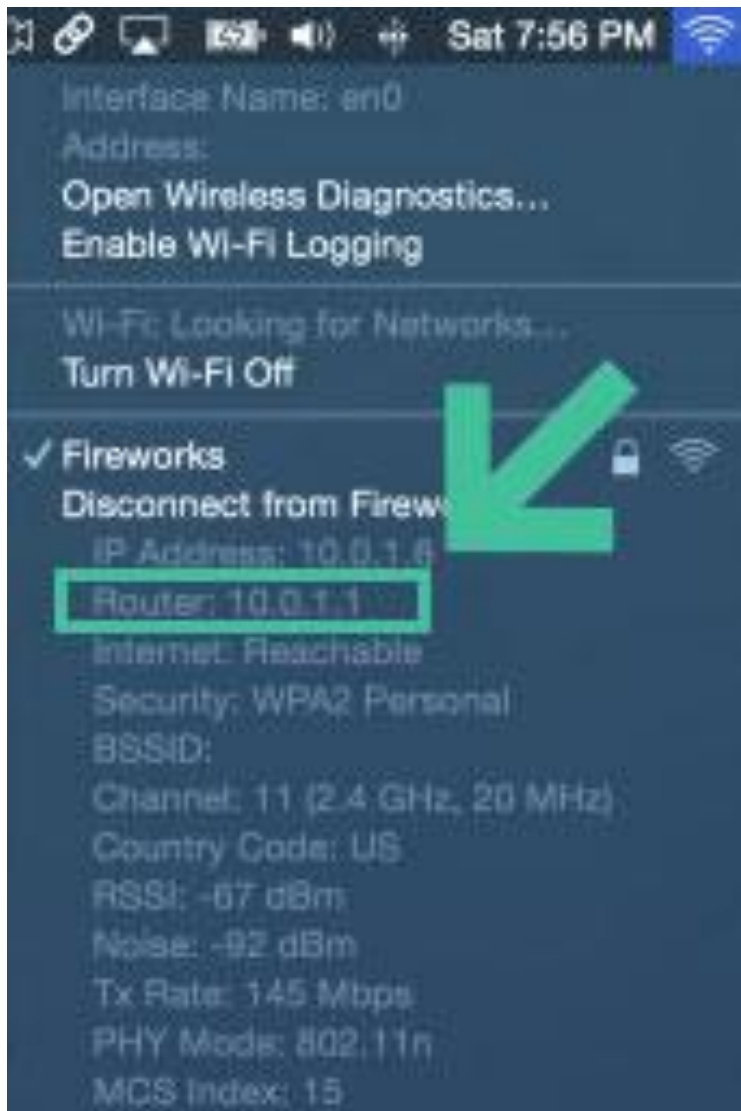 Sat 7:56 PM
Interface Name: en0
Address:
Open Wireless Diagnostics...
Enable Wi-Fi Logging
Wi-Fi: Looking for Networks...
Turn Wi-Fi Off
Fireworks
Disconnect from Firew
IP Address: 10.0.1.6
Router: 10.0.1.1
Internet: Reachable
Security: WPA2 Personal
BSSID:
Channel: 11 (2.4 GHz, 20 MHz)
Country Code: US
RSSI: -67 dBm
Noise: -92 dBm
Tx Rate: 145 Mbps
PHY Mode: 802.11n
MCS Index: 15